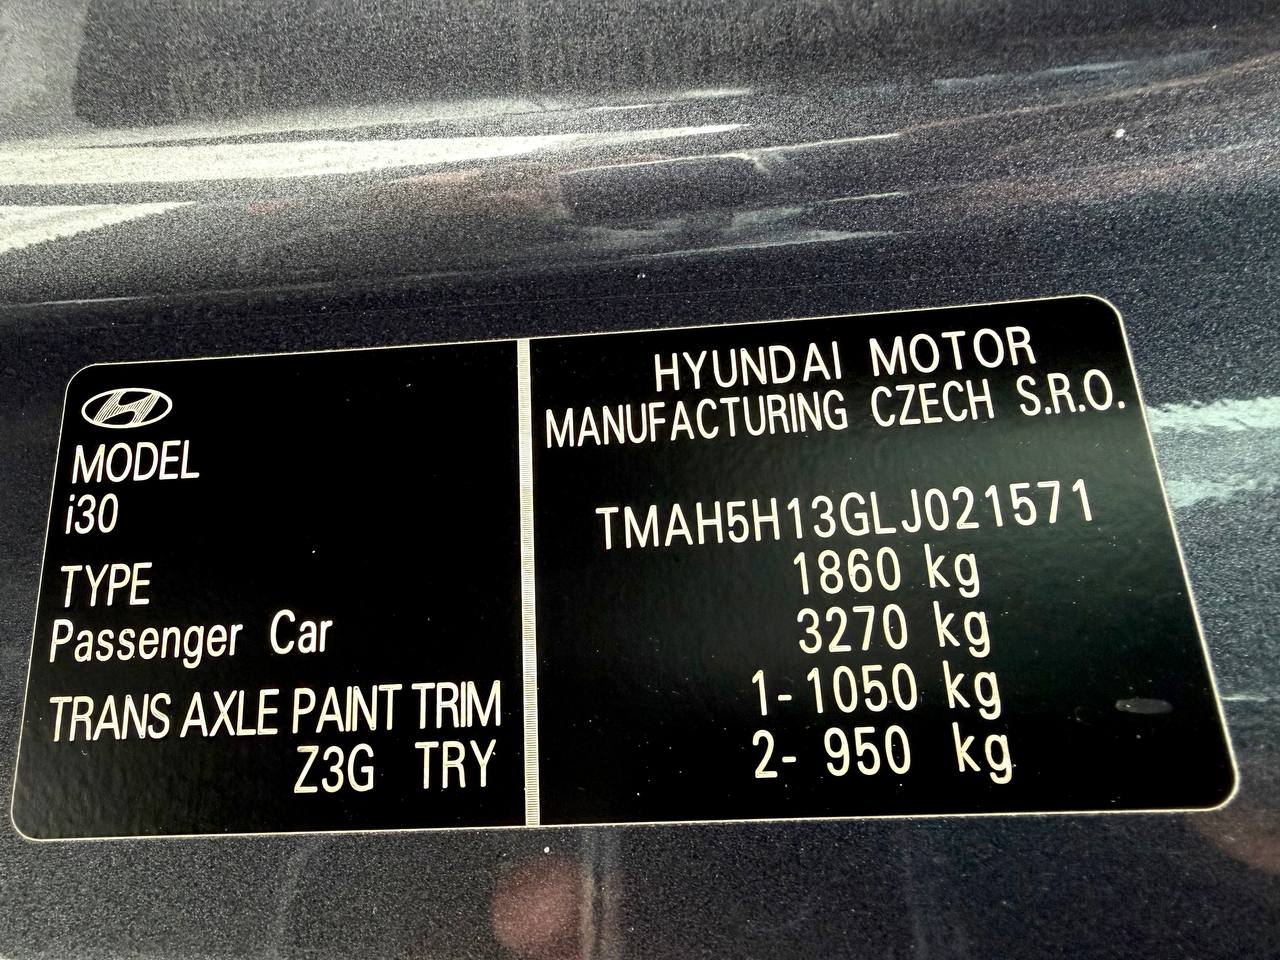 MODEL
i30
TYPE
Passenger Car
TRANS AXLE PAINT TRIM
Z3G TRY
HYUNDAI MOTOR
MANUFACTURING CZECH S.R.O.
TMAH5H13GLJ021571
1860 kg
3270 kg
1- 1050 kg
2- 950 kg